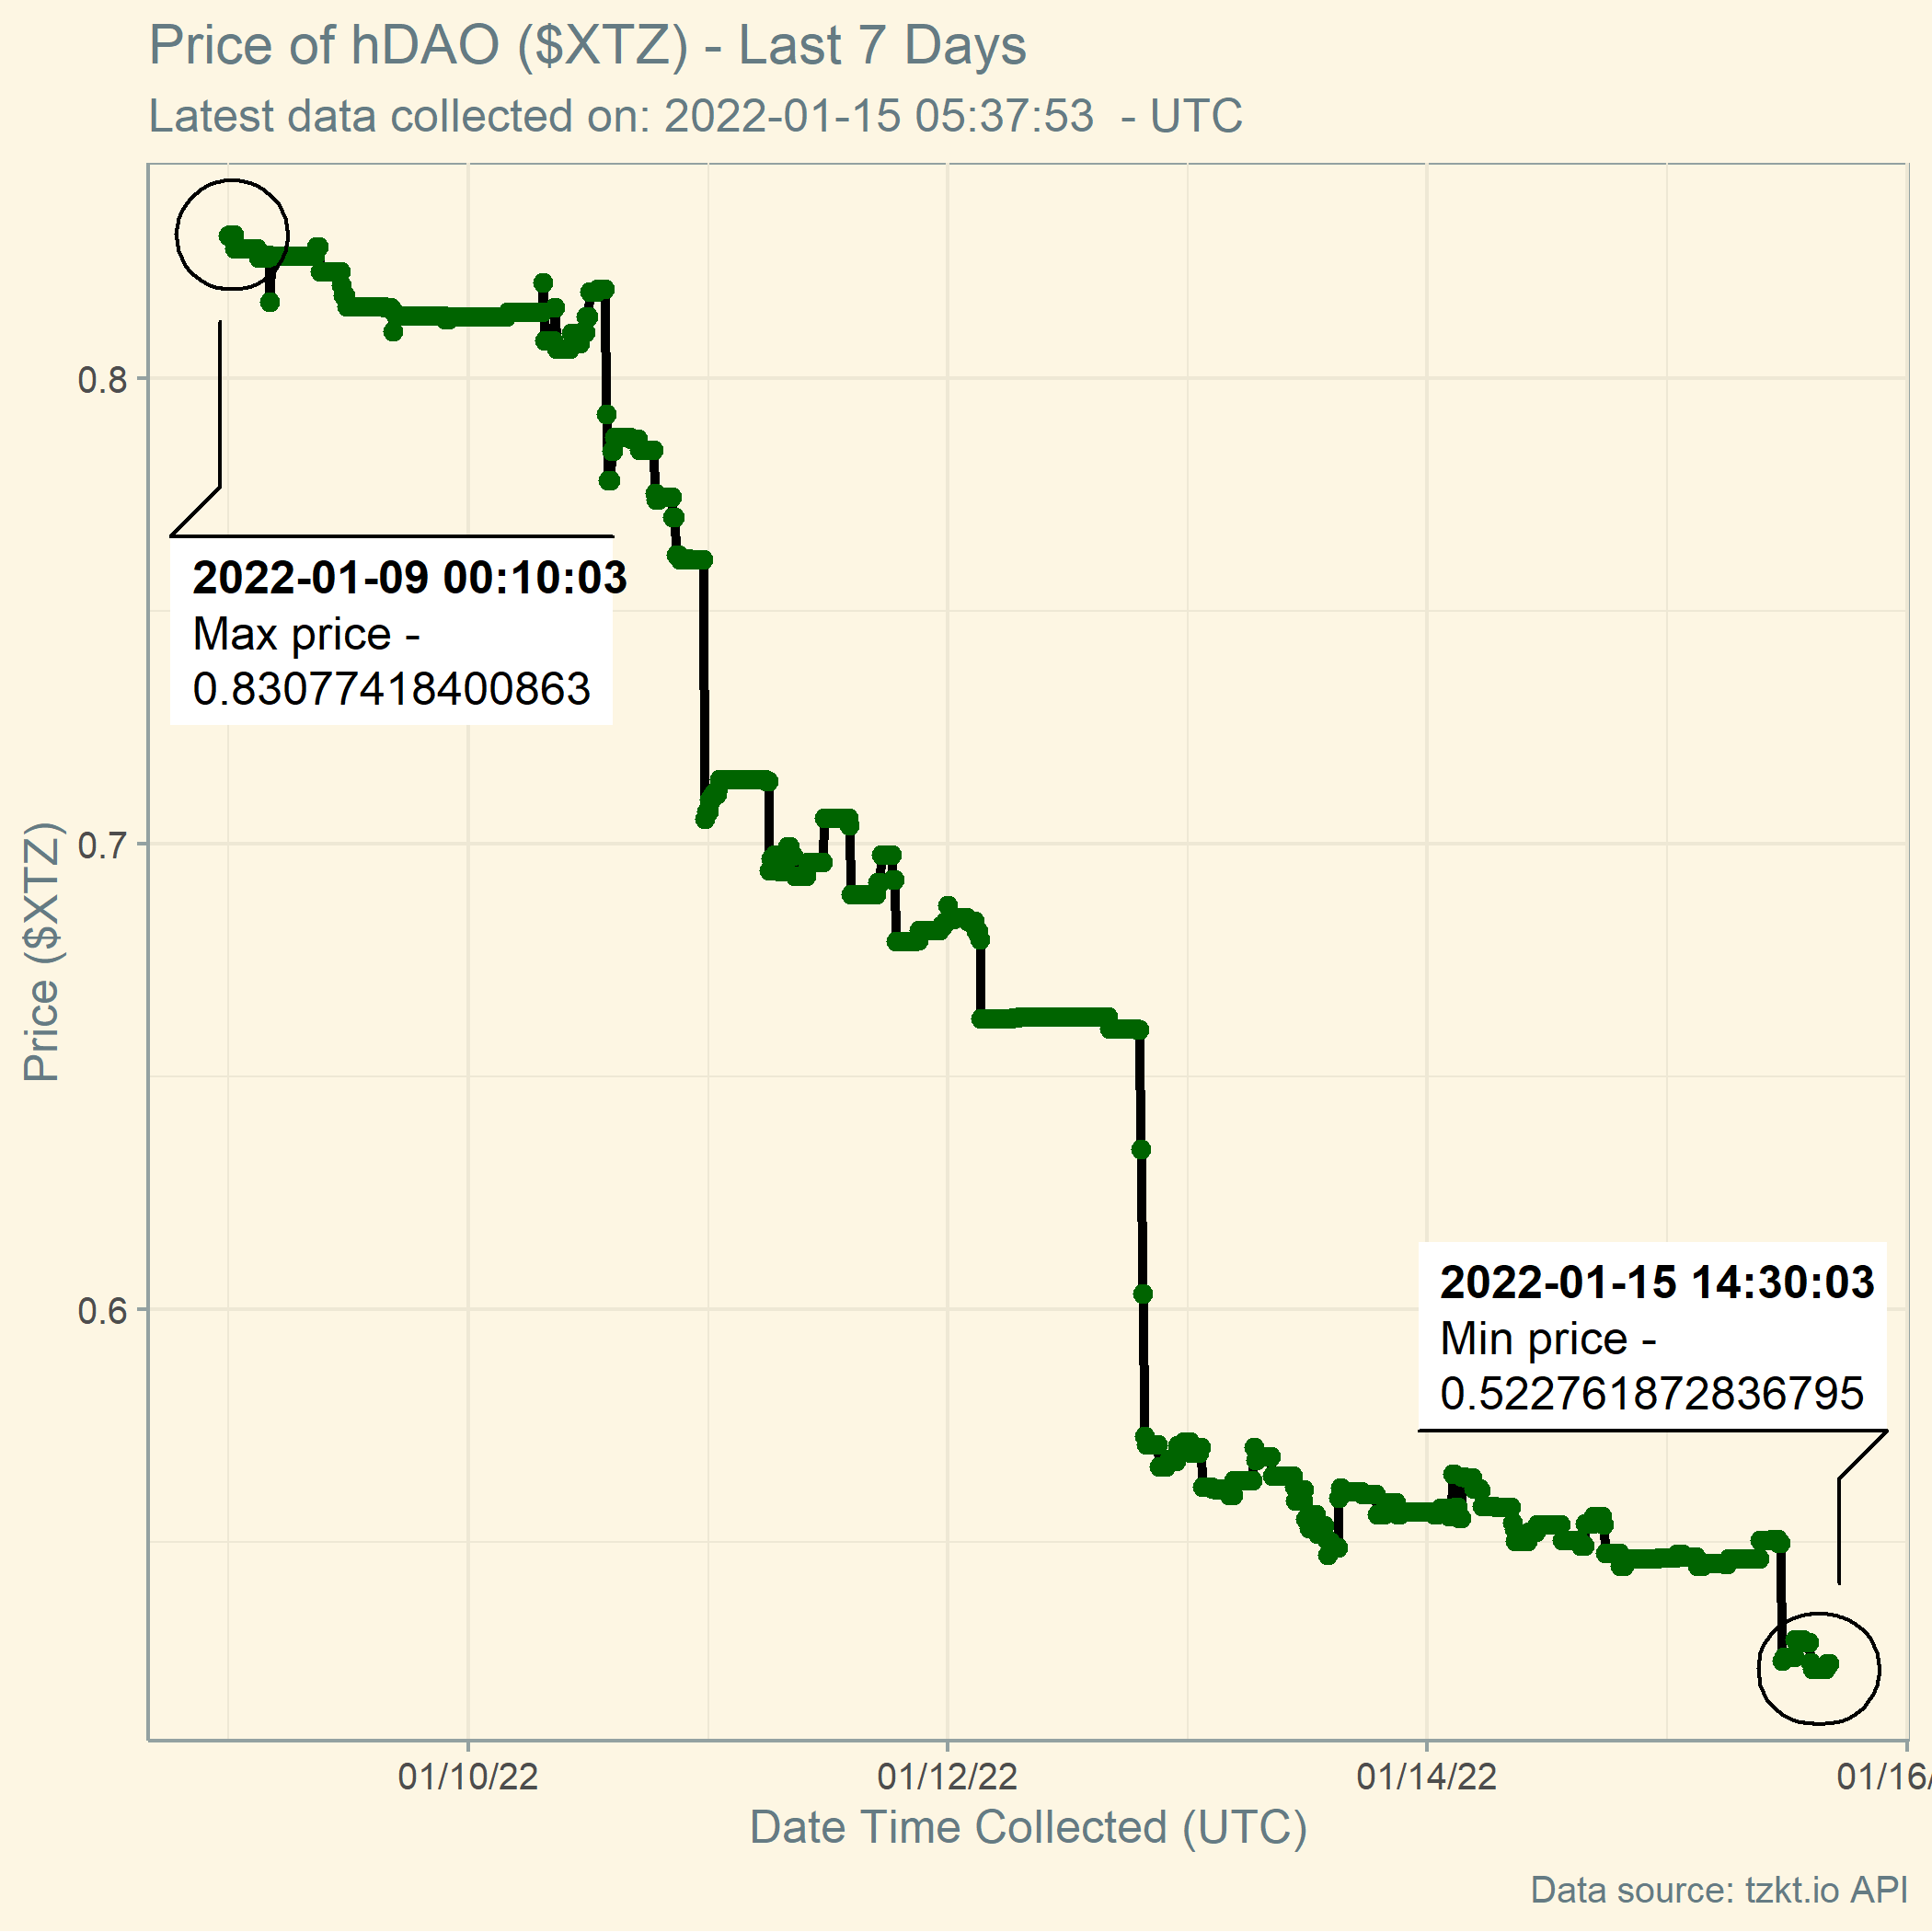 Price of hDAO ($XTZ) - Last 7 Days
Latest data collected on: 2022-01-15 05:37:53  - UTC
0.8
0.7
0.6
Price ($XTZ)
2022-01-09 00:10:03
Max price -
0.83077418400863
2022-01-15 14:30:03
Min price -
0.522761872836795
01/10/22
01/12/22
01/14/22
01/16/
Date Time Collected (UTC)
Data source: tzkt.io API